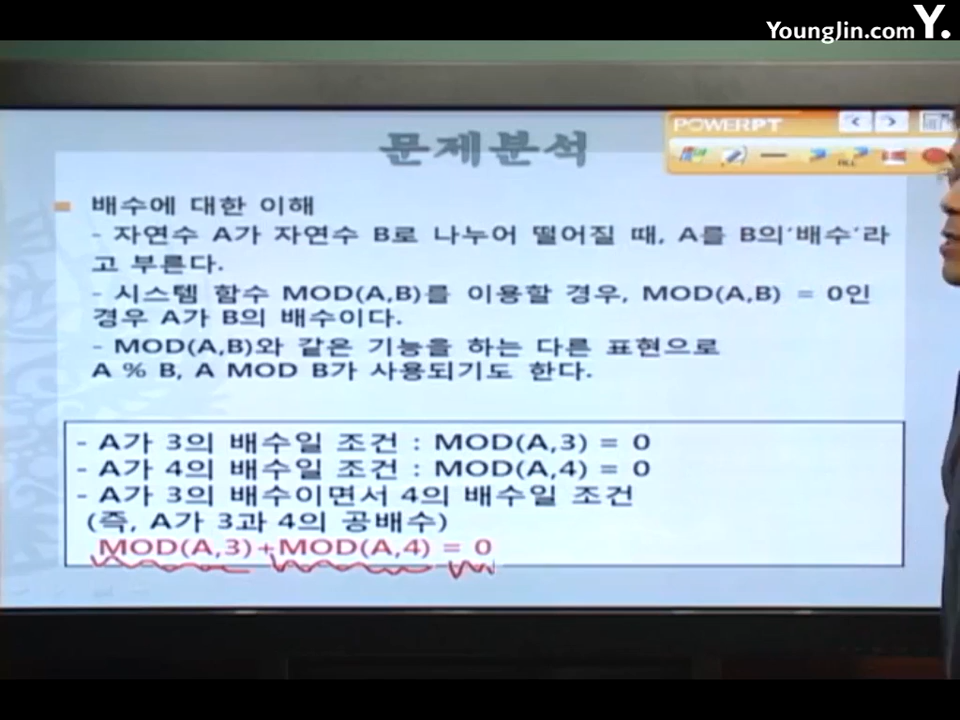 YoungJin.com Y.
POWERPT
ALL
문제분석
배수에 대한 이해
- 자연수 A가 자연수 B로 나누어 떨어질 때, A를 B의‘배수’라
고 부른다.
- 시스템 함수 MOD(A,B)를 이용할 경우, MOD(A,B) = 0인
경우 A가 B의 배수이다.
- MOD(A,B)와 같은 기능을 하는 다른 표현으로
A % B, A MOD B가 사용되기도 한다.
- A가 3의 배수일 조건 : MOD(A,3) = 0
- A가 4의 배수일 조건 : MOD(A,4) = 0
- A가 3의 배수이면서 4의 배수일 조건
(즉, A가 3과 4의 공배수)
MOD(A,3)+MOD(A,4) = 0